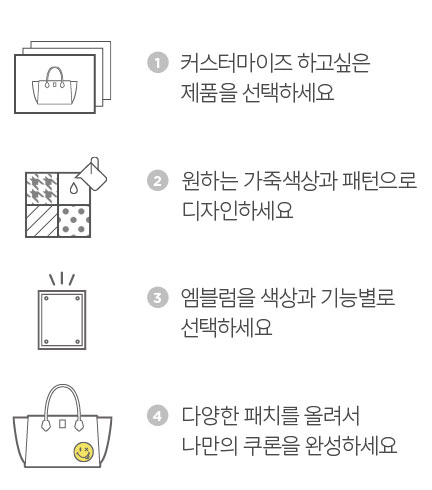 1 커스터마이즈 하고싶은
제품을 선택하세요
2 원하는 가죽색상과 패턴으로
디자인하세요
3 엠블럼을 색상과 기능별로
선택하세요
4 다양한 패치를 올려서
나만의 쿠론을 완성하세요